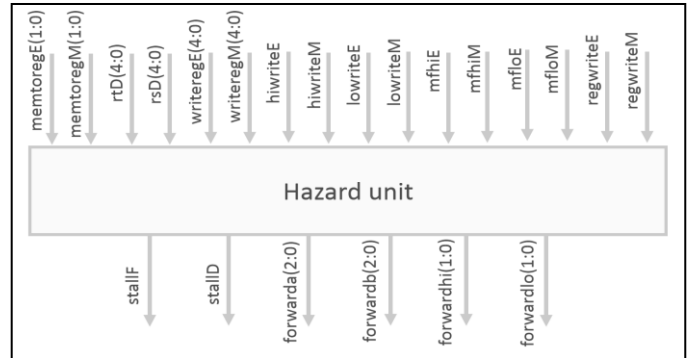 memtoregE(1:0)
memtoregM(1:0)
rtD(4:0)
rsD(4:0)
writeregE(4:0)
writeregM(4:0)
hiwriteE
hiwriteM
lowriteE
lowriteM
mfhiE
mfhiM
mfloE
mfloM
regwriteE
regwriteM
Hazard unit
stallF
stallD
forwarda(2:0)
forwardb(2:0)
forwardhi(1:0)
forwardlo(1:0)